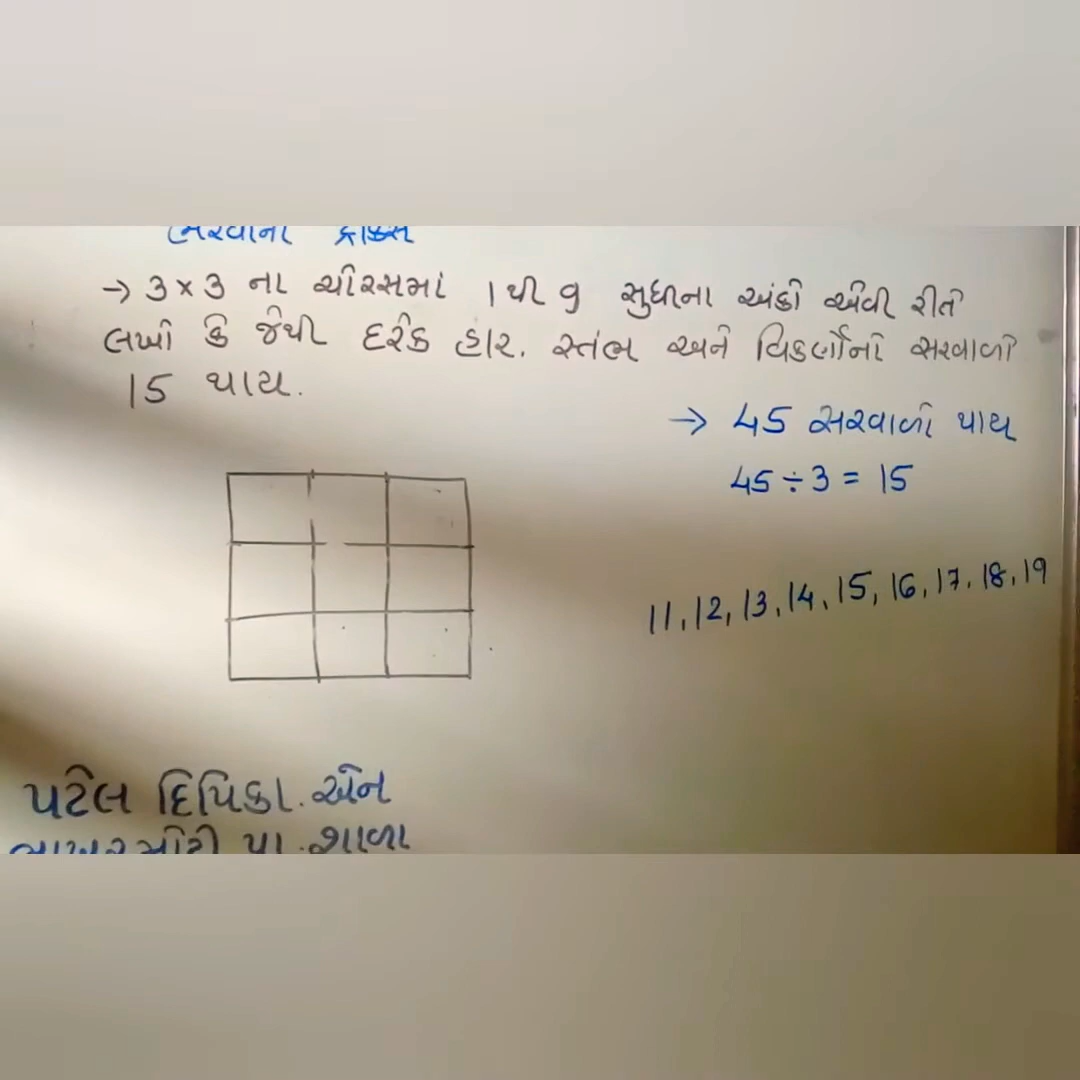 ભરવાની ટ્રીક્સ
→ 3 × 3 ના ચોરસમાં 1 થી 9 સુધીના અંકો એવી રીતે
લખો કે જેથી દરેક હાર. સ્તંભ અને વિકર્ણોનો સરવાળો
15 થાય.
→ 45 સરવાળો થાય
45 ÷ 3 = 15
11, 12, 13, 14, 15, 16, 17, 18, 19
પટેલ દિપિકા. એન
પ્રા. શાળા